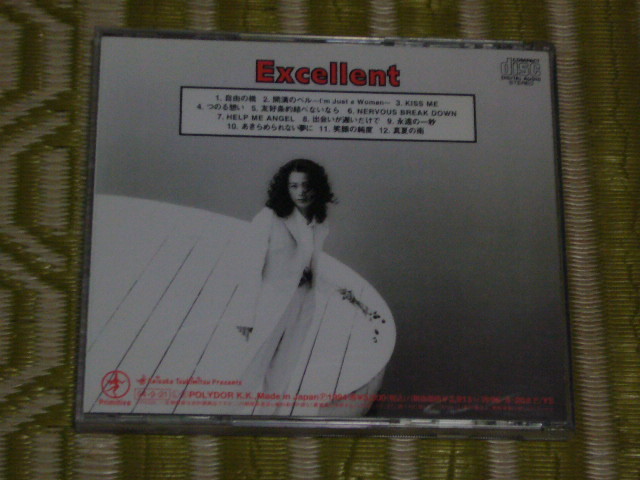 Excellent
disc
1. 自由の橋 2. 開演のベル—I'm Just a Woman— 3. KISS ME
4. つのる想い 5. 友好条約結べないなら 6. NERVOUS BREAK DOWN
7. HELP ME ANGEL 8. 出会いが遅いだけで 9. 永遠の一秒
10. あきらめられない夢に 11. 笑顔の純度 12. 真夏の雨
Presents
Primitive
POLYDOR K.K. Made in Japan